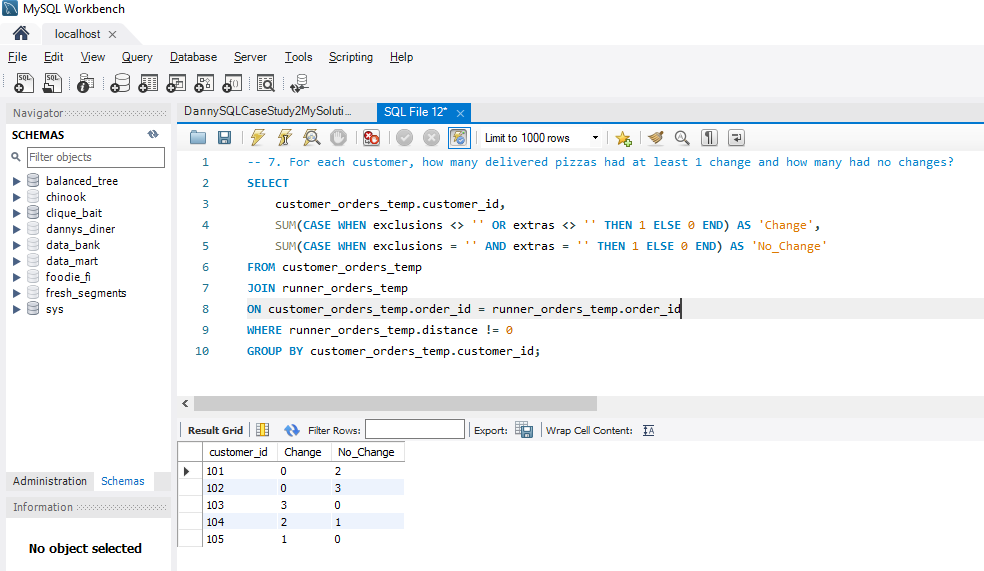 MySQL Workbench
localhost
File Edit View Query Database Server Tools Scripting Help
Navigator
DannySQLCaseStudy2MySoluti...
SQL File 12*
SCHEMAS
Filter objects
Limit to 1000 rows
balanced_tree
chinook
clique_bait
dannys_diner
data_bank
data_mart
foodie_fi
fresh_segments
sys
1 -- 7. For each customer, how many delivered pizzas had at least 1 change and how many had no changes?
2 SELECT
3 customer_orders_temp.customer_id,
4 SUM(CASE WHEN exclusions <> '' OR extras <> '' THEN 1 ELSE 0 END) AS 'Change',
5 SUM(CASE WHEN exclusions = '' AND extras = '' THEN 1 ELSE 0 END) AS 'No_Change'
6 FROM customer_orders_temp
7 JOIN runner_orders_temp
8 ON customer_orders_temp.order_id = runner_orders_temp.order_id
9 WHERE runner_orders_temp.distance != 0
10 GROUP BY customer_orders_temp.customer_id;
Result Grid Filter Rows: Export: Wrap Cell Content: IA
customer_id Change No_Change
101 0 2
102 0 3
103 3 0
104 2 1
105 1 0
Administration Schemas
Information
No object selected